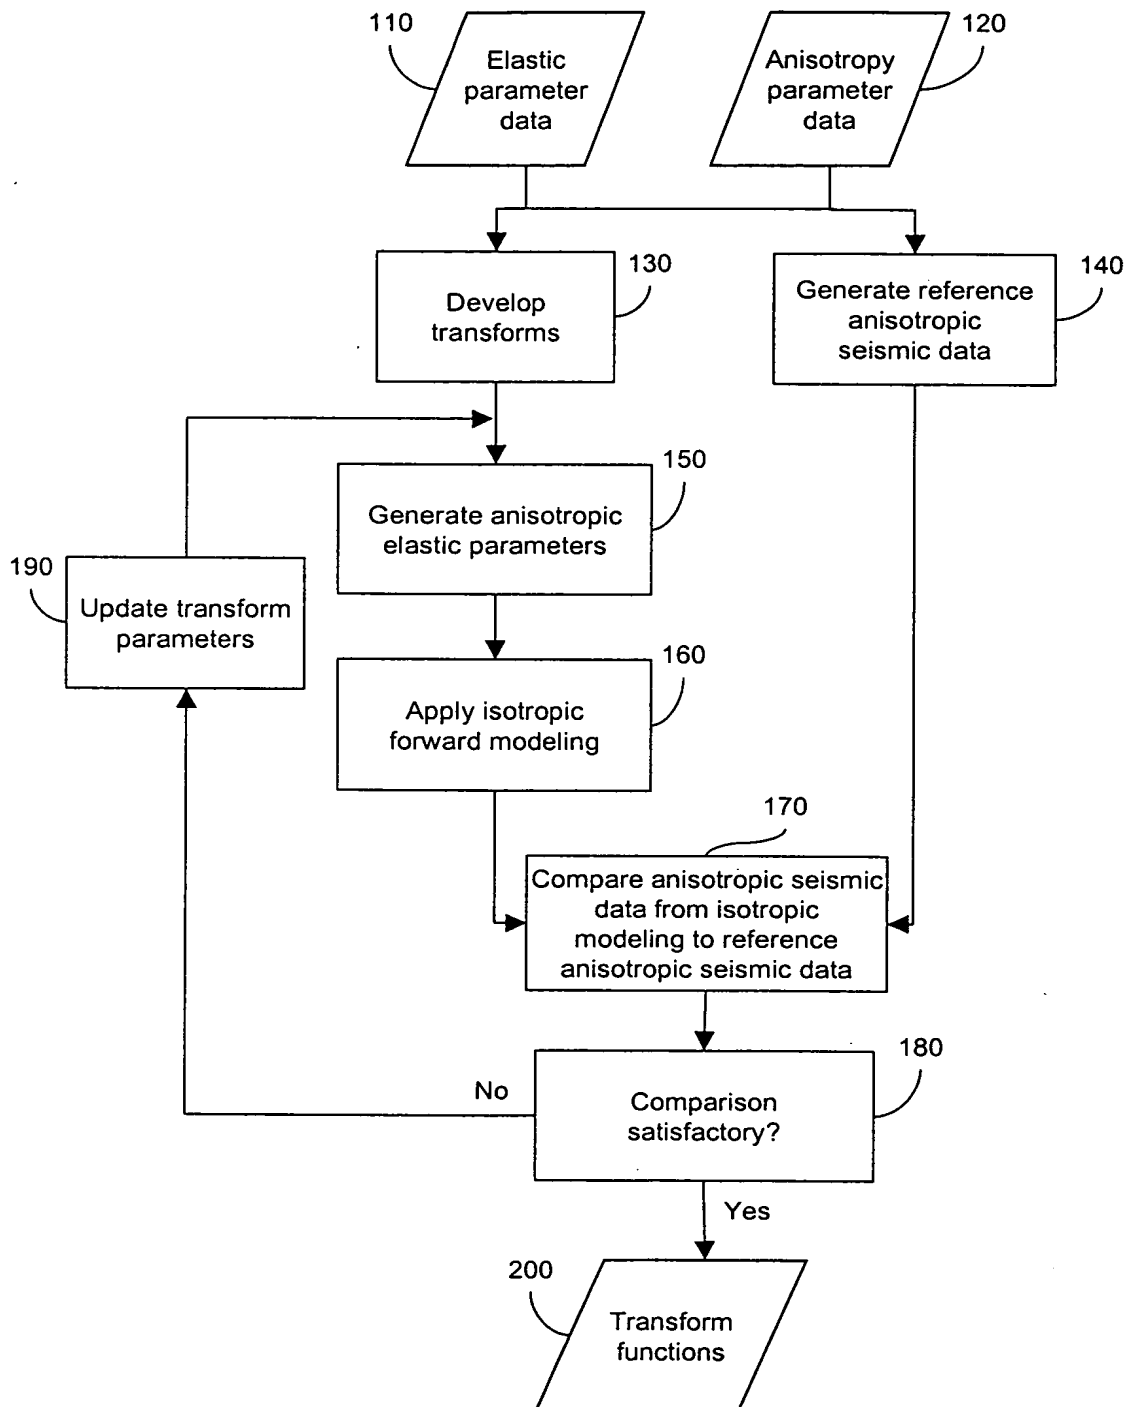 110
Elastic
parameter
data
120
Anisotropy
parameter
data
130
Develop
transforms
140
Generate reference
anisotropic
seismic data
150
Generate anisotropic
elastic parameters
190
Update transform
parameters
160
Apply isotropic
forward modeling
170
Compare anisotropic seismic
data from isotropic
modeling to reference
anisotropic seismic data
180
Comparison
satisfactory?
No
Yes
200
Transform
functions